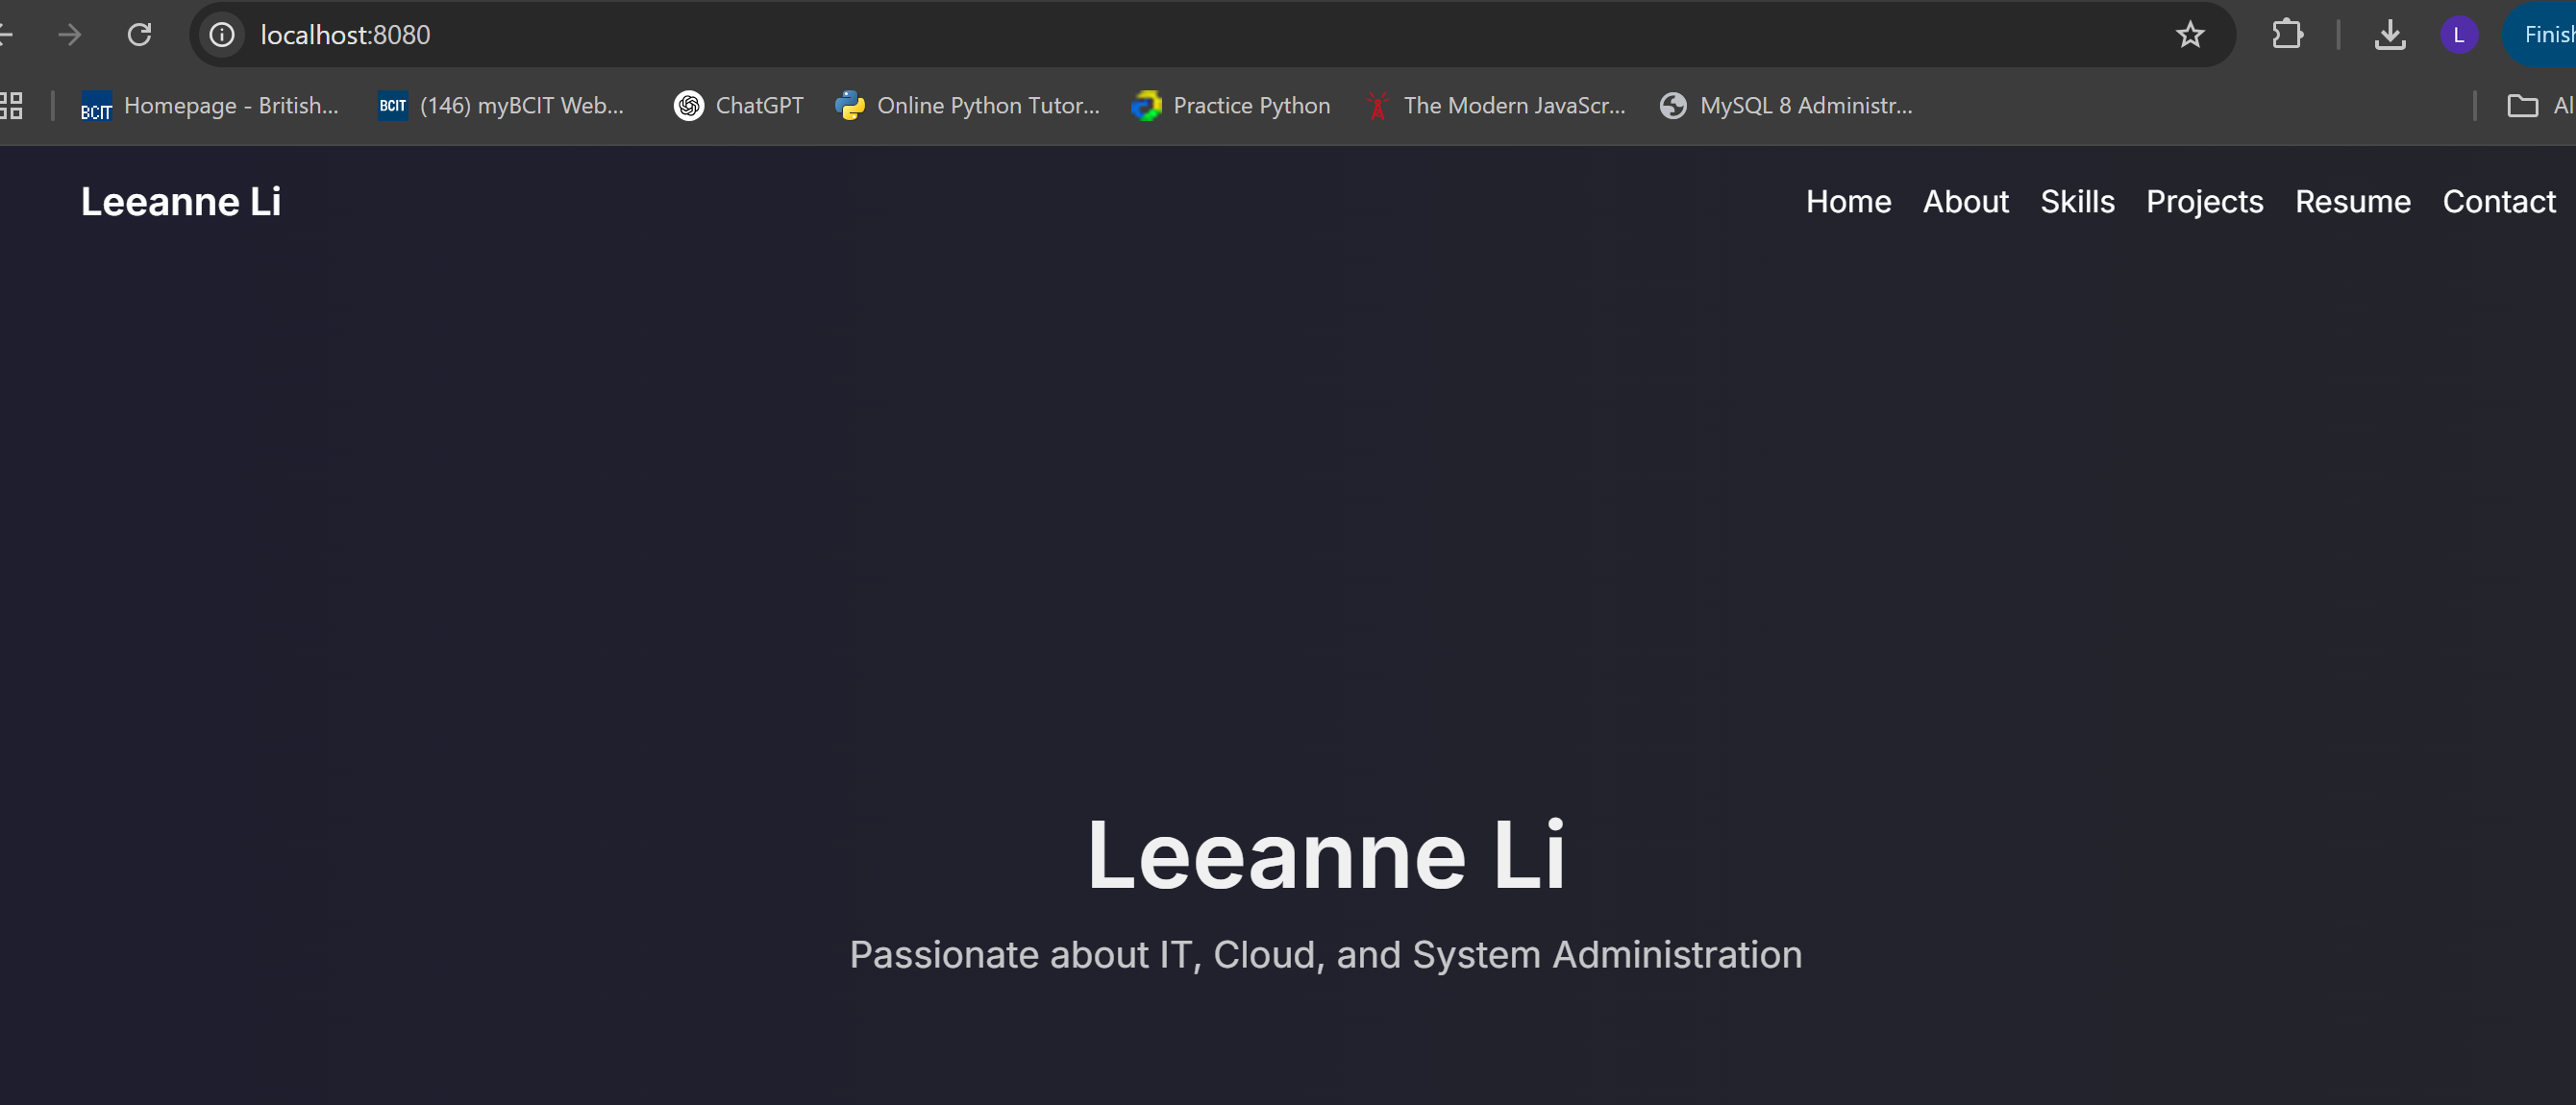 localhost:8080
Finish
BCIT Homepage - British... BCIT (146) myBCIT Web... ChatGPT Online Python Tutor... Practice Python The Modern JavaScr... MySQL 8 Administr...
Leeanne Li Home About Skills Projects Resume Contact
Leeanne Li
Passionate about IT, Cloud, and System Administration